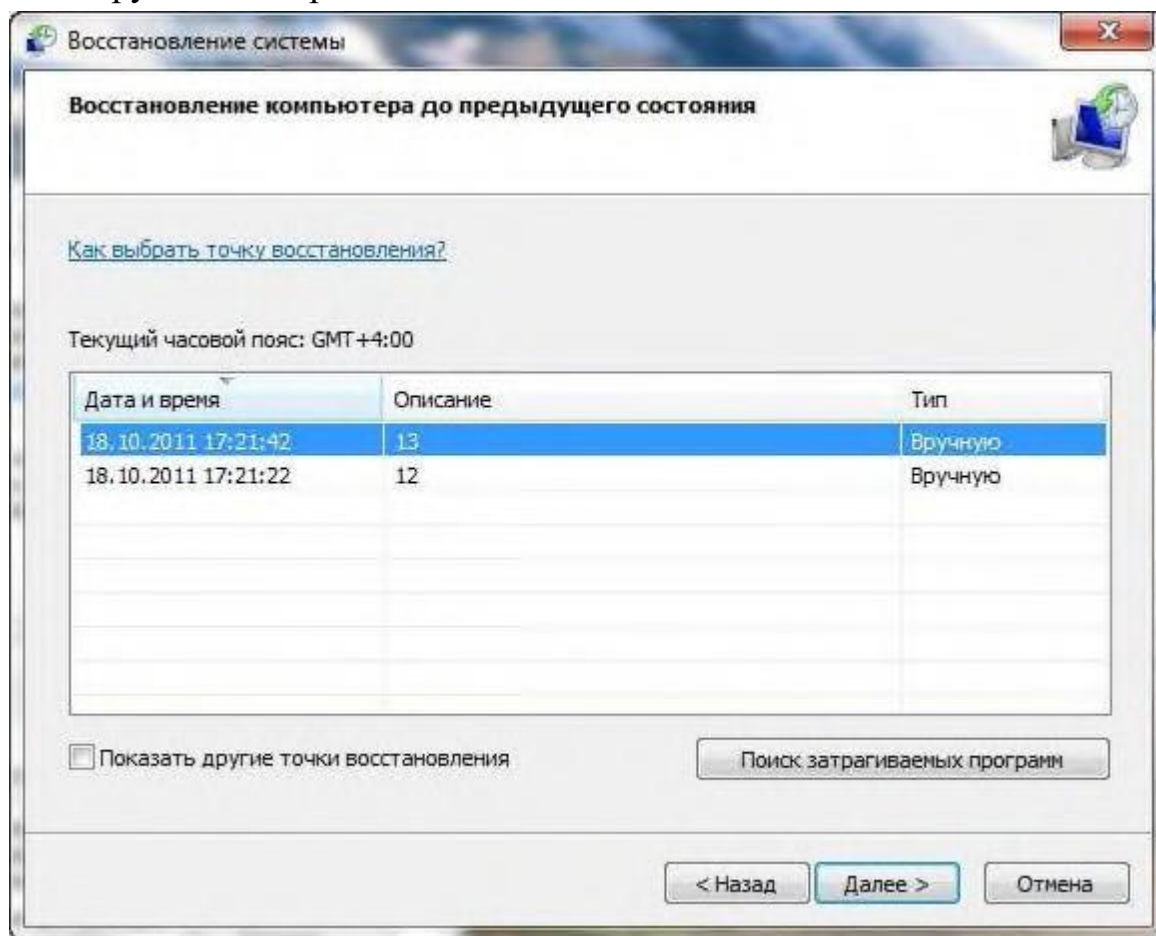 Восстановление системы
Восстановление компьютера до предыдущего состояния
Как выбрать точку восстановления?
Текущий часовой пояс: GMT+4:00
Дата и время Описание Тип
18.10.2011 17:21:42 13 Вручную
18.10.2011 17:21:22 12 Вручную
Показать другие точки восстановления Поиск затрагиваемых программ
< Назад Далее > Отмена